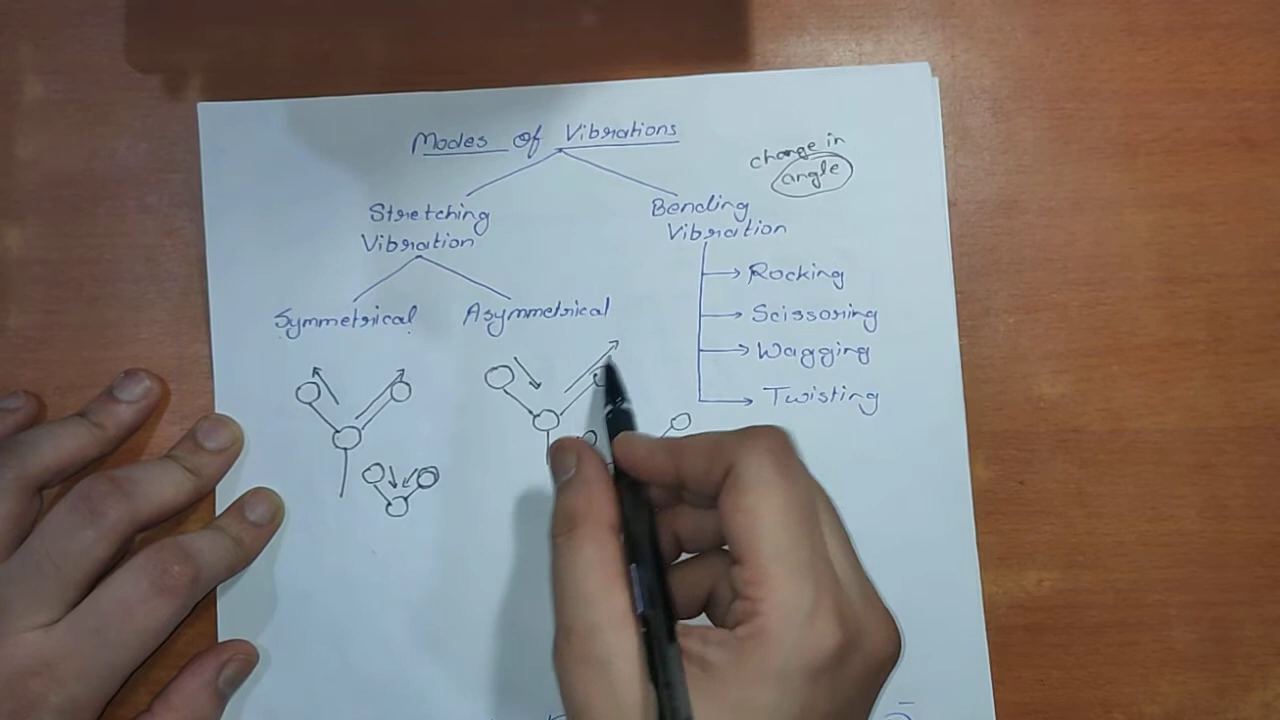 Modes of Vibrations
change in
angle
Stretching
Vibration
Bending
Vibration
Symmetrical
Asymmetrical
Rocking
Scissoring
Wagging
Twisting